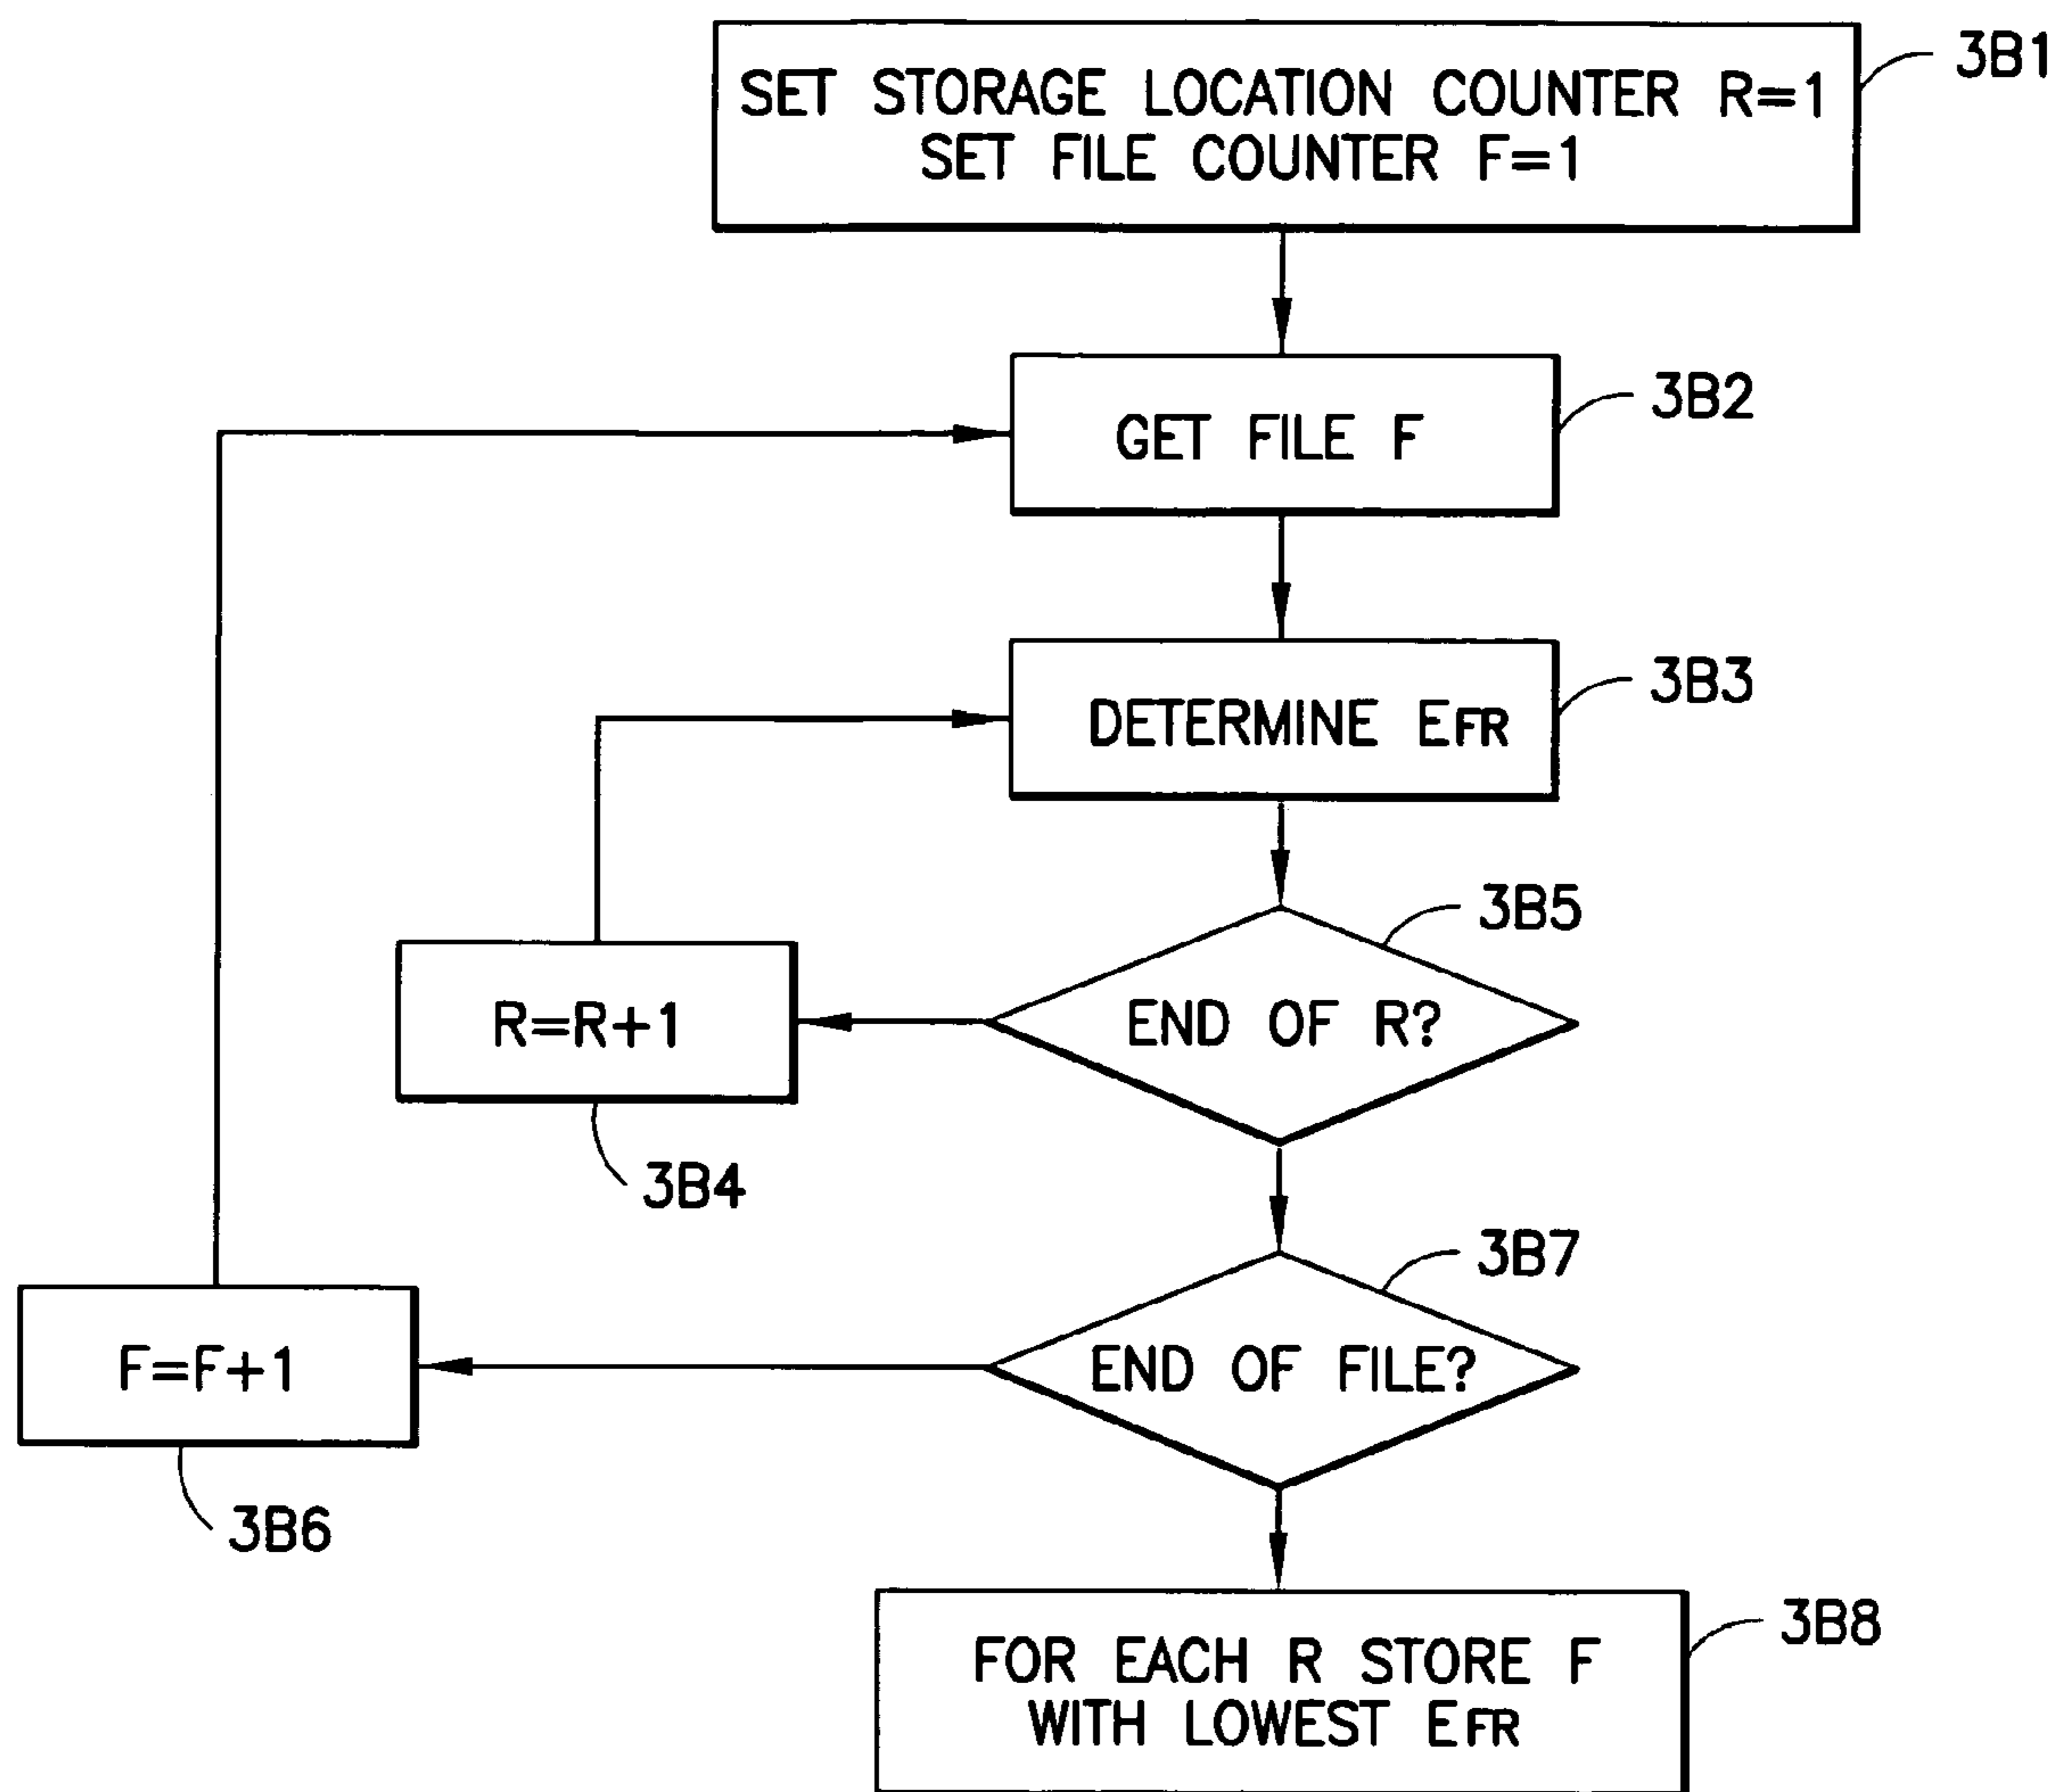 SET STORAGE LOCATION COUNTER R=1
SET FILE COUNTER F=1
3B1
GET FILE F
3B2
DETERMINE EFR
3B3
END OF R?
3B5
R=R+1
3B4
END OF FILE?
3B7
F=F+1
3B6
FOR EACH R STORE F
WITH LOWEST EFR
3B8